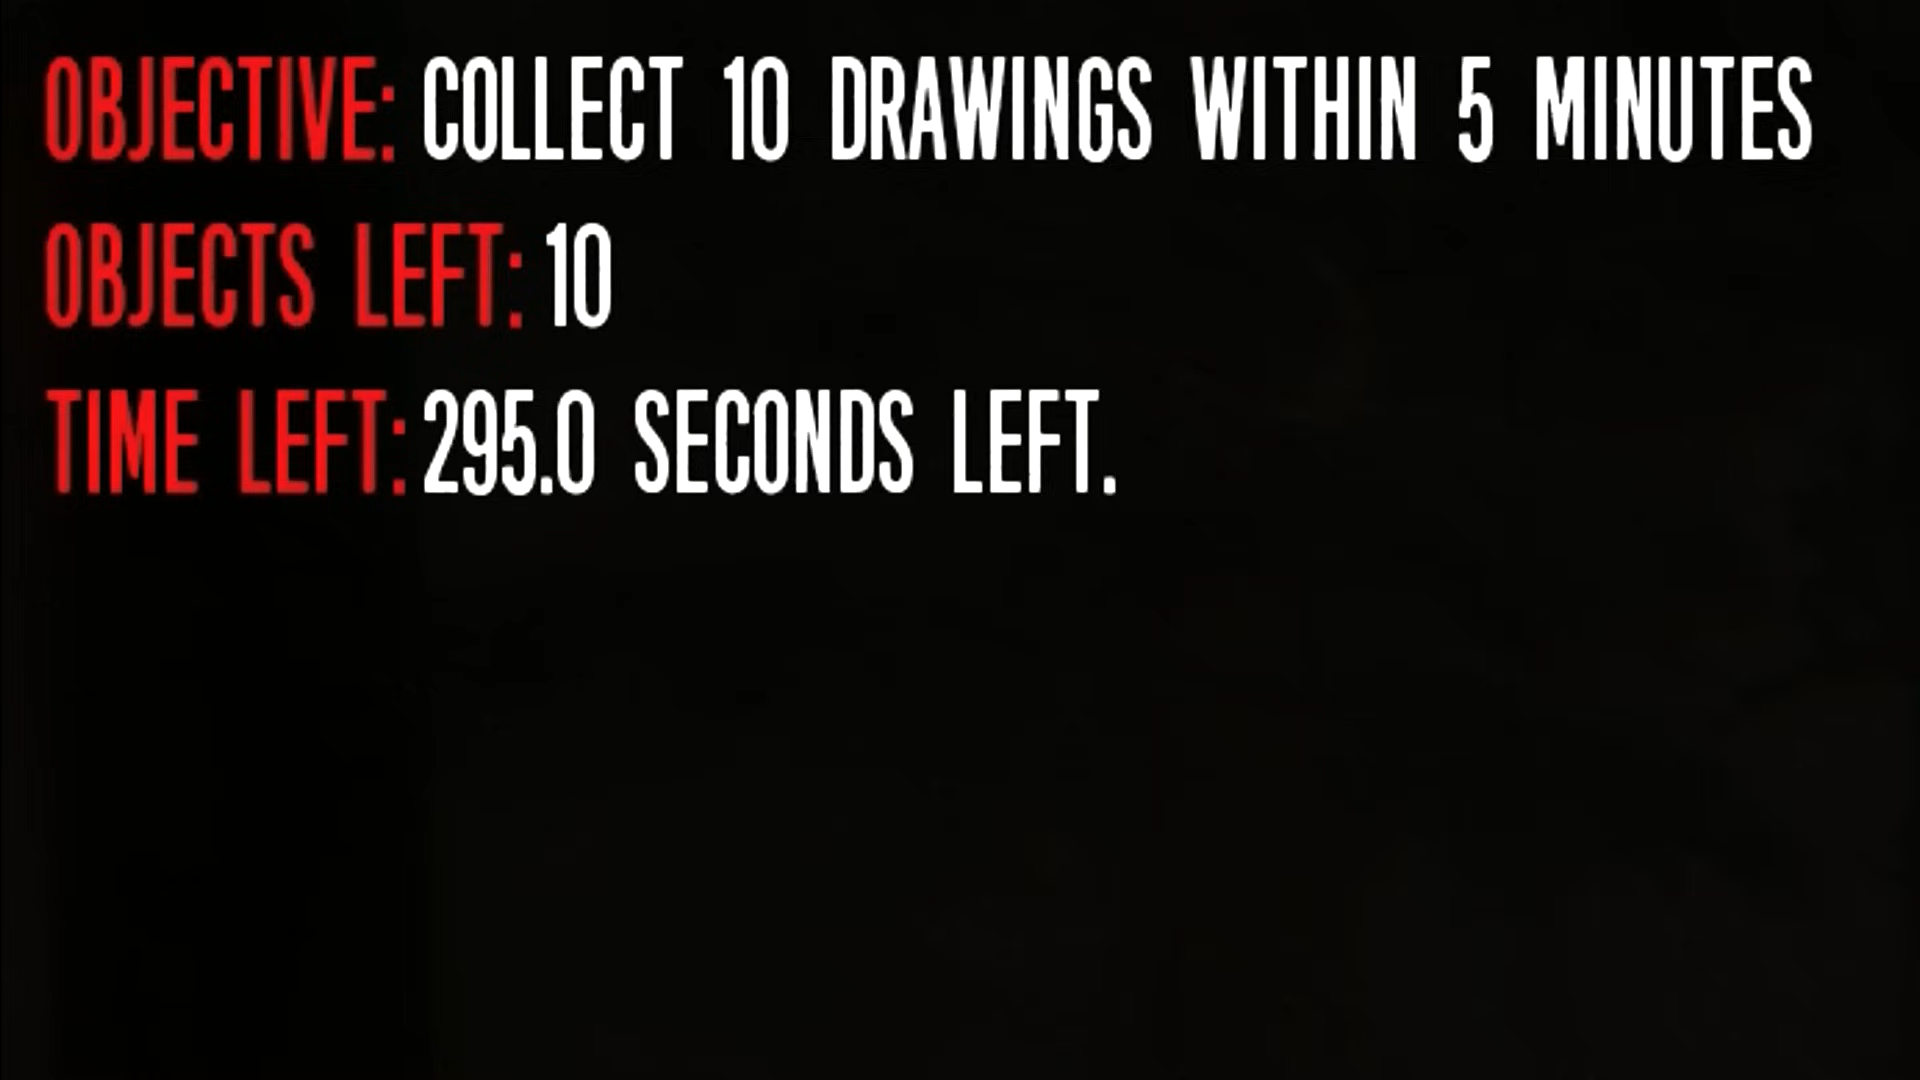 OBJECTIVE: COLLECT 10 DRAWINGS WITHIN 5 MINUTES
OBJECTS LEFT: 10
TIME LEFT: 295.0 SECONDS LEFT.